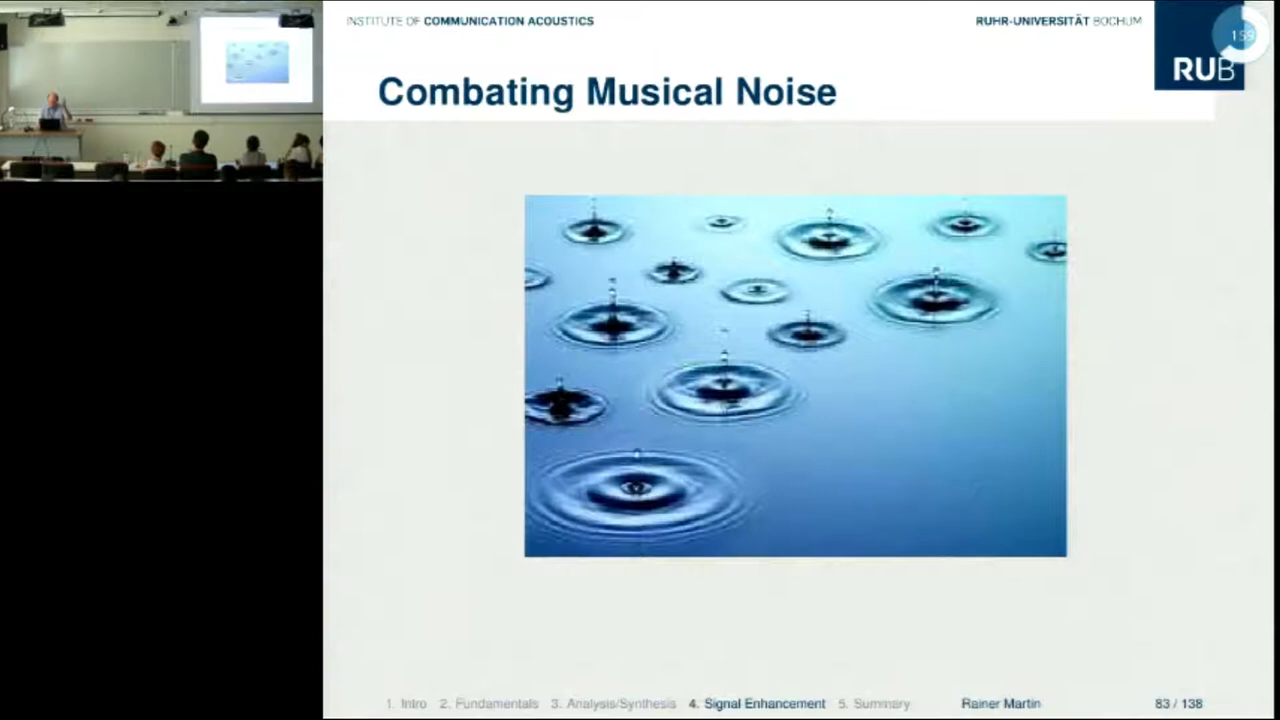 INSTITUTE OF COMMUNICATION ACOUSTICS
RUHR-UNIVERSITÄT BOCHUM
159
RUB
Combating Musical Noise
1. Intro 2. Fundamentals 3. Analysis/Synthesis 4. Signal Enhancement 5. Summary Rainer Martin 83 / 138